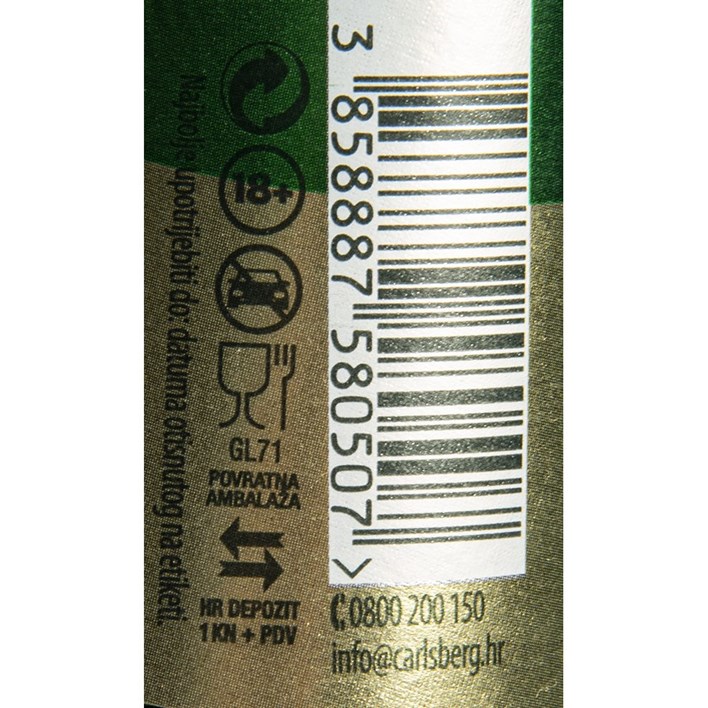 Najbolje upotrijebiti do: datuma otisnutog na etiketi.
18+
GL71
POVRATNA
AMBALAŽA
HR DEPOZIT
1 KN + PDV
3 858887 580507 >
0800 200 150
info@carlsberg.hr